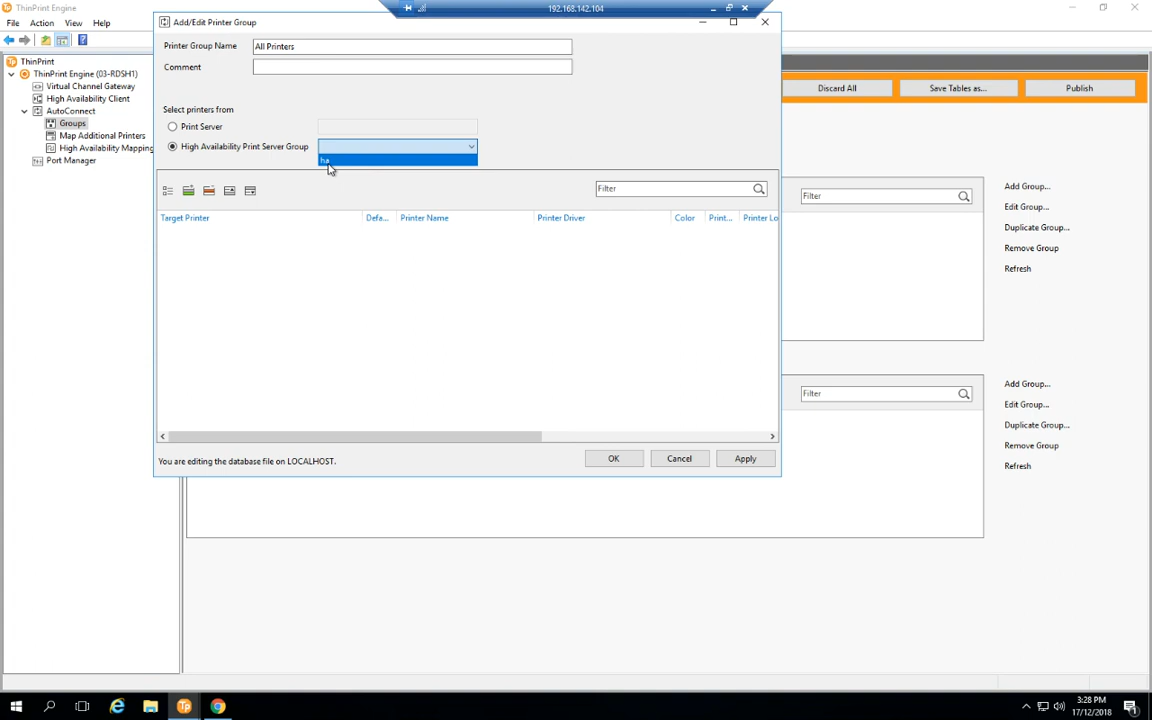 ThinPrint Engine
File Action View Help
192.168.142.104
Add/Edit Printer Group
Printer Group Name All Printers
Comment
Select printers from
Print Server
High Availability Print Server Group
ha
Filter
Target Printer Defa... Printer Name Printer Driver Color Print... Printer Lo
You are editing the database file on LOCALHOST.
OK Cancel Apply
ThinPrint
ThinPrint Engine (03-RDSH1)
Virtual Channel Gateway
High Availability Client
AutoConnect
Groups
Map Additional Printers
High Availability Mapping
Port Manager
Discard All Save Tables as... Publish
Filter
Add Group...
Edit Group...
Duplicate Group...
Remove Group
Refresh
Filter
Add Group...
Edit Group...
Duplicate Group...
Remove Group
Refresh
3:28 PM
17/12/2018